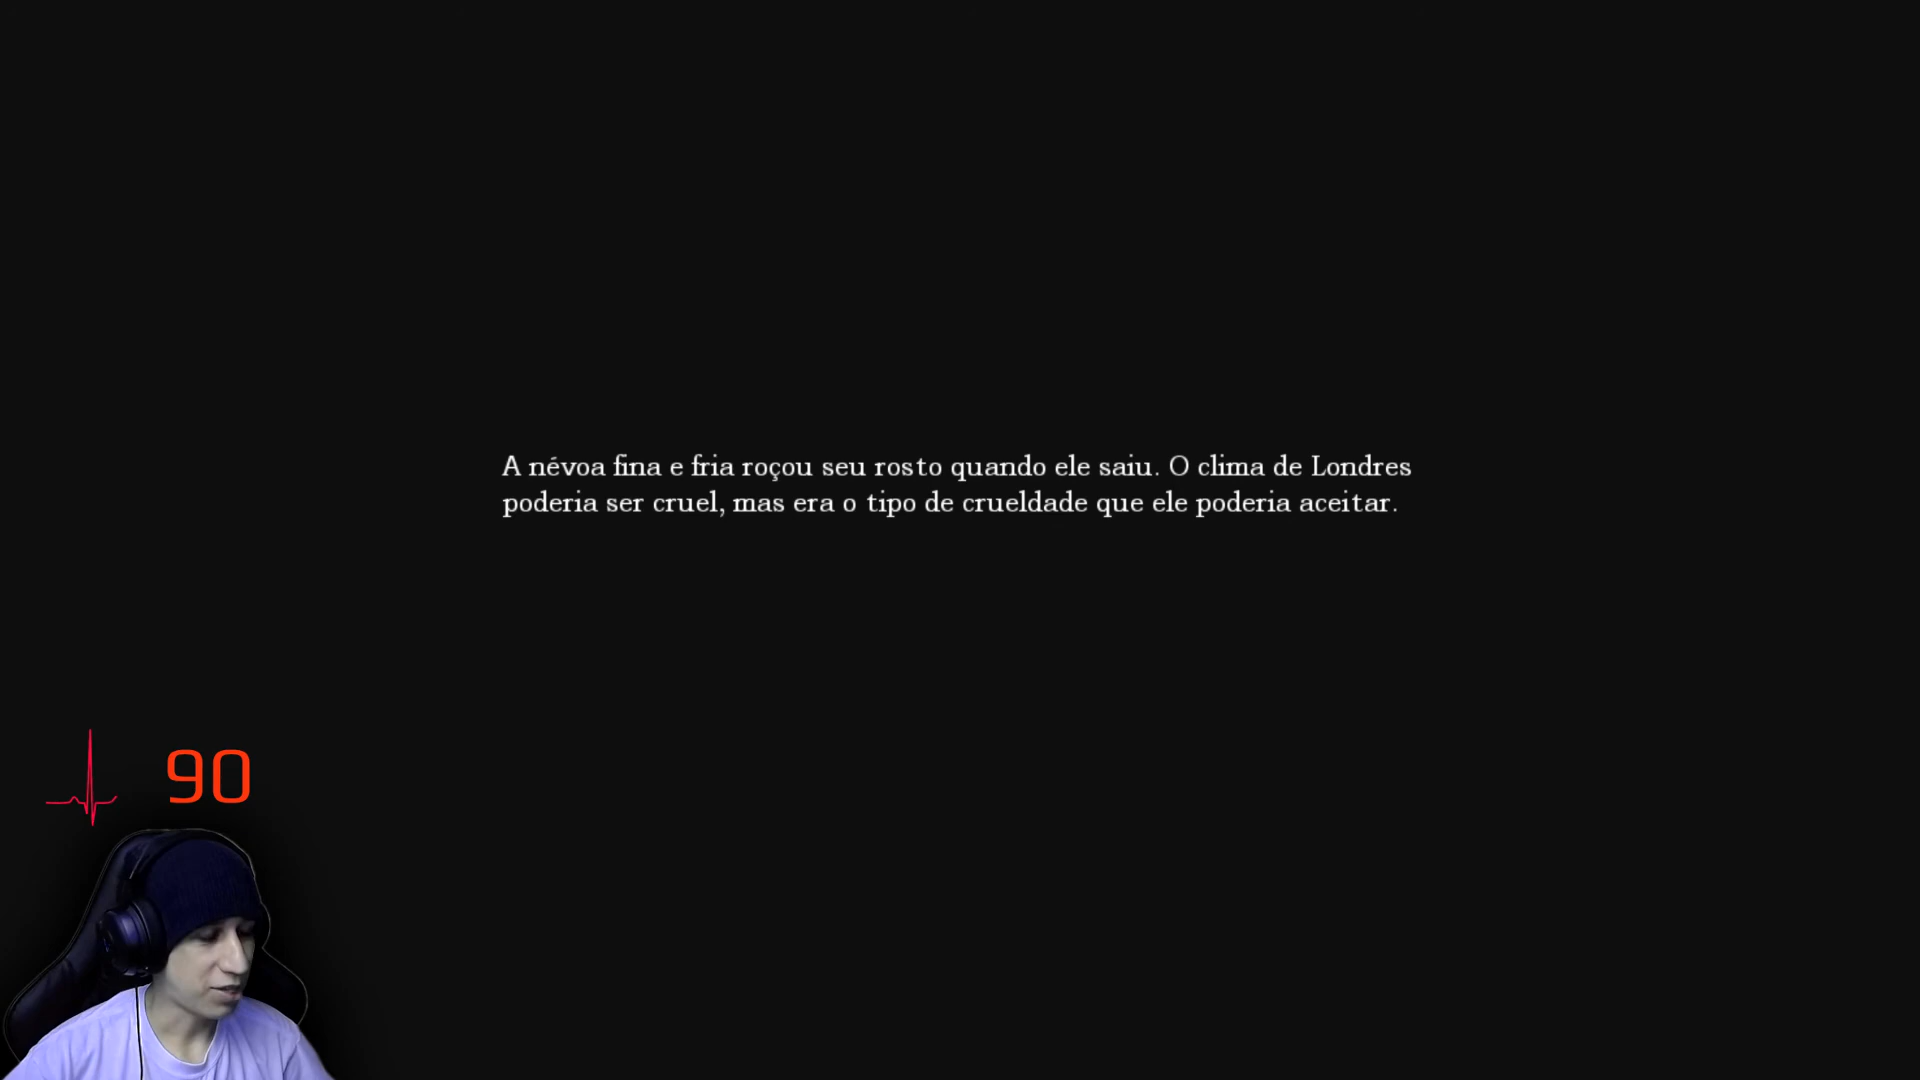 A névoa fina e fria roçou seu rosto quando ele saiu. O clima de Londres
poderia ser cruel, mas era o tipo de crueldade que ele poderia aceitar.
90